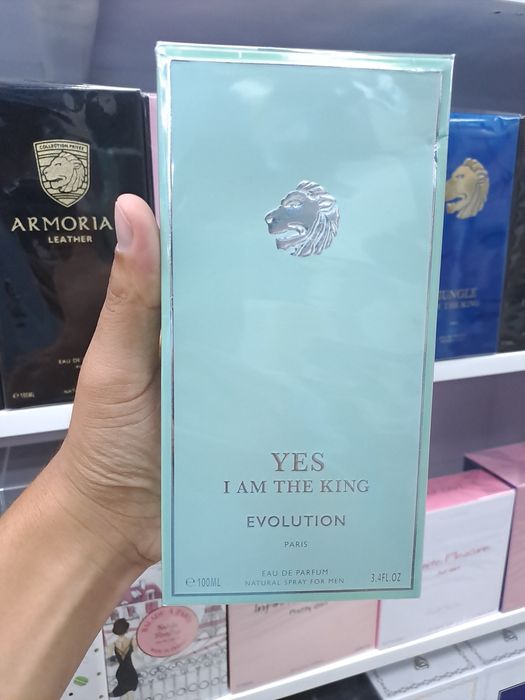 COLLECTION PRIVÉE
ARMORIA
LEATHER
EAU DE
℮ 100ML
YES
I AM THE KING
EVOLUTION
PARIS
EAU DE PARFUM
NATURAL SPRAY FOR MEN
℮ 100ML
3.4FL.OZ
JUNGLE
THE KING